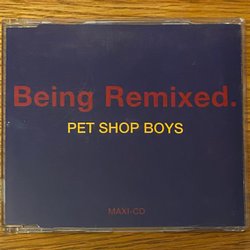 Being Remixed.
PET SHOP BOYS
MAXI-CD